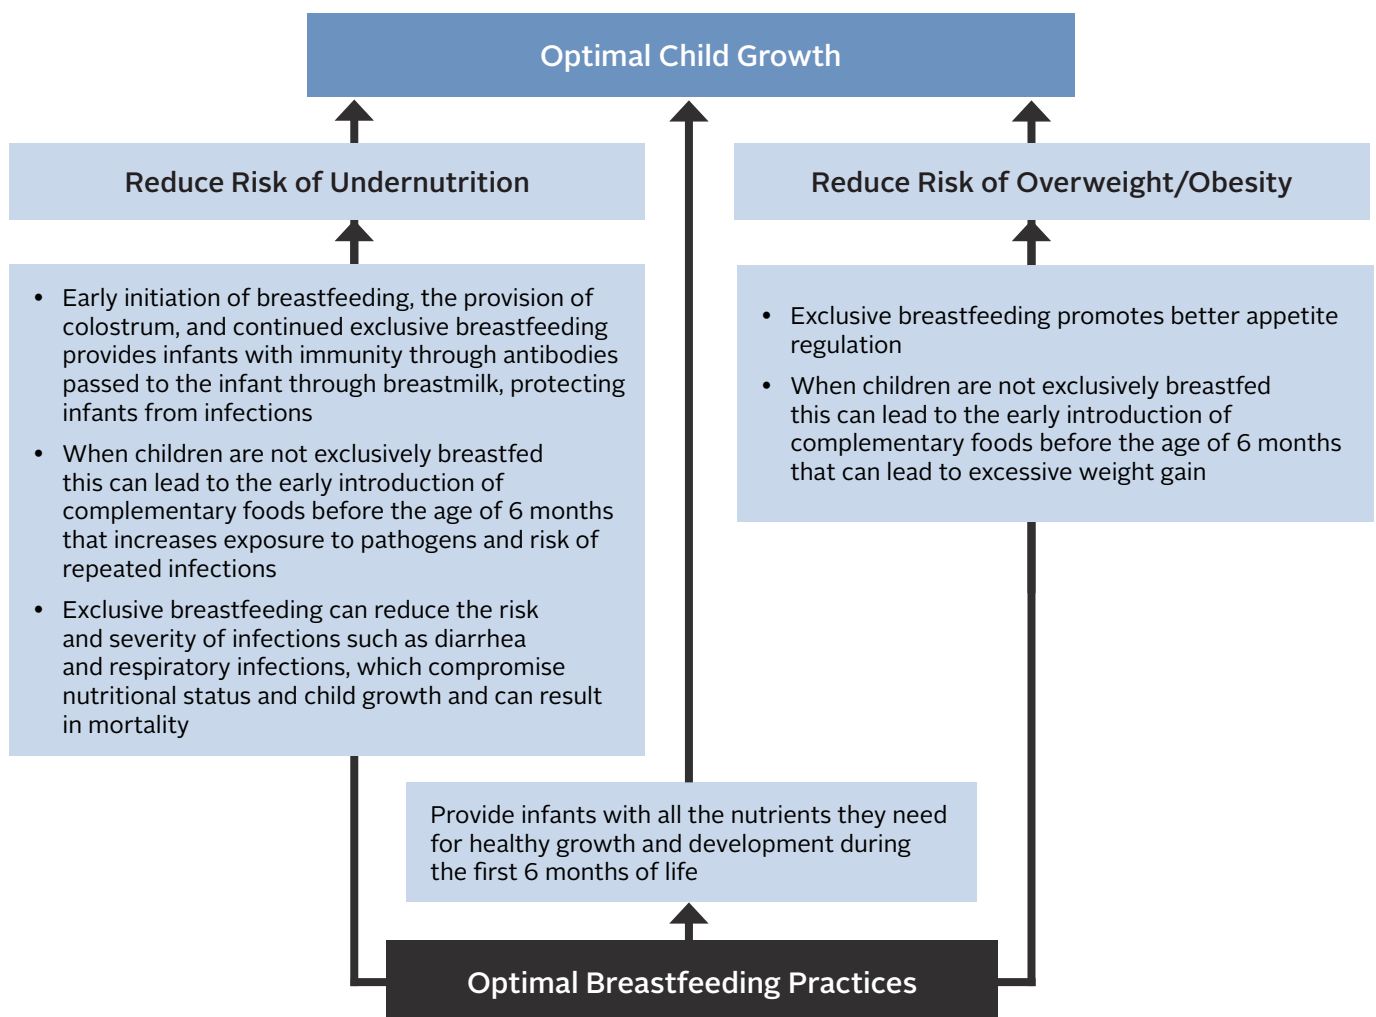 Optimal Child Growth
Reduce Risk of Undernutrition
Reduce Risk of Overweight/Obesity
• Early initiation of breastfeeding, the provision of
colostrum, and continued exclusive breastfeeding
provides infants with immunity through antibodies
passed to the infant through breastmilk, protecting
infants from infections
• When children are not exclusively breastfed
this can lead to the early introduction of
complementary foods before the age of 6 months
that increases exposure to pathogens and risk of
repeated infections
• Exclusive breastfeeding can reduce the risk
and severity of infections such as diarrhea
and respiratory infections, which compromise
nutritional status and child growth and can result
in mortality
• Exclusive breastfeeding promotes better appetite
regulation
• When children are not exclusively breastfed
this can lead to the early introduction of
complementary foods before the age of 6 months
that can lead to excessive weight gain
Provide infants with all the nutrients they need
for healthy growth and development during
the first 6 months of life
Optimal Breastfeeding Practices